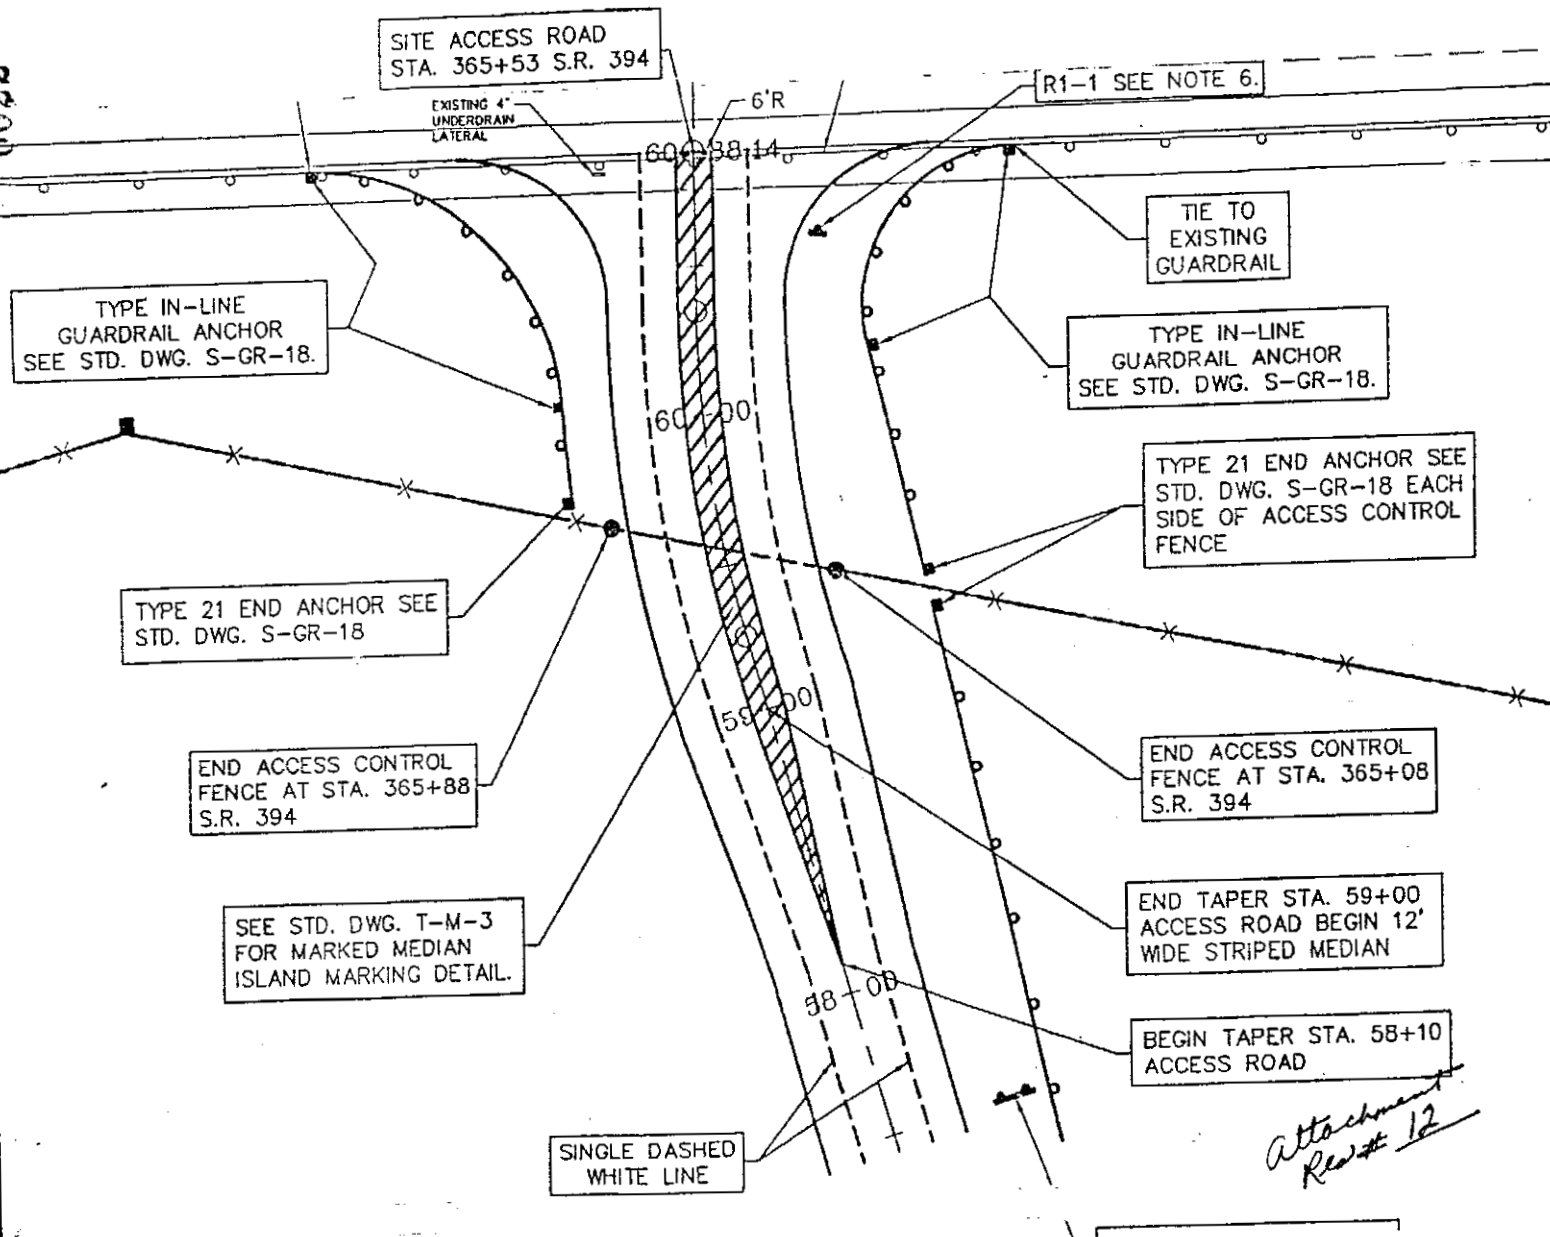 SITE ACCESS ROAD
STA. 365+53 S.R. 394
EXISTING 4"
UNDERDRAIN
LATERAL
6'R
R1-1 SEE NOTE 6.
60+38.14
TIE TO
EXISTING
GUARDRAIL
TYPE IN-LINE
GUARDRAIL ANCHOR
SEE STD. DWG. S-GR-18.
TYPE IN-LINE
GUARDRAIL ANCHOR
SEE STD. DWG. S-GR-18.
60+00
TYPE 21 END ANCHOR SEE
STD. DWG. S-GR-18 EACH
SIDE OF ACCESS CONTROL
FENCE
TYPE 21 END ANCHOR SEE
STD. DWG. S-GR-18
59+00
END ACCESS CONTROL
FENCE AT STA. 365+88
S.R. 394
END ACCESS CONTROL
FENCE AT STA. 365+08
S.R. 394
SEE STD. DWG. T-M-3
FOR MARKED MEDIAN
ISLAND MARKING DETAIL.
END TAPER STA. 59+00
ACCESS ROAD BEGIN 12'
WIDE STRIPED MEDIAN
58+00
BEGIN TAPER STA. 58+10
ACCESS ROAD
SINGLE DASHED
WHITE LINE
Attachment
# 12